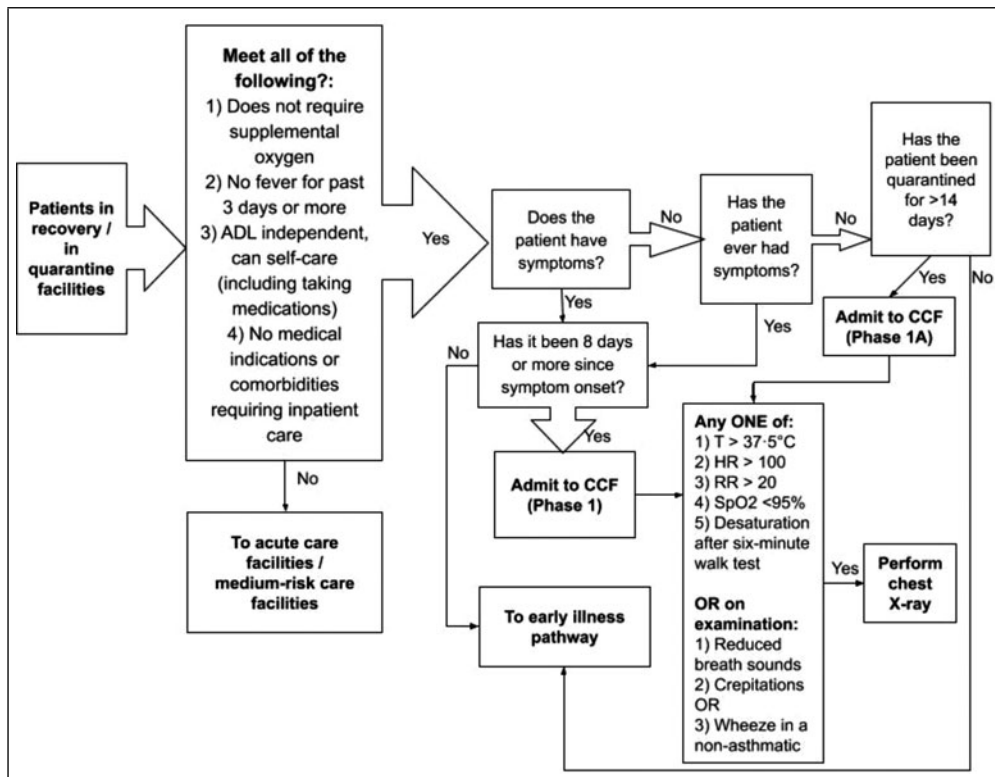 Patients in
recovery /
in
quarantine
facilities
Meet all of the
following?:
1) Does not require
supplemental
oxygen
2) No fever for past
3 days or more
3) ADL independent,
can self-care
(including taking
medications)
4) No medical
indications or
comorbidities
requiring inpatient
care
Yes
No
To acute care
facilities /
medium-risk care
facilities
Does the
patient have
symptoms?
No
Yes
Has the
patient
ever had
symptoms?
No
Yes
Has the
patient been
quarantined
for >14
days?
Yes
No
Admit to CCF
(Phase 1A)
Has it been 8 days
or more since
symptom onset?
No
Yes
Admit to CCF
(Phase 1)
To early illness
pathway
Any ONE of:
1) T > 37·5°C
2) HR > 100
3) RR > 20
4) SpO2 <95%
5) Desaturation
after six-minute
walk test
OR on
examination:
1) Reduced
breath sounds
2) Crepitations
OR
3) Wheeze in a
non-asthmatic
Yes
Perform
chest
X-ray